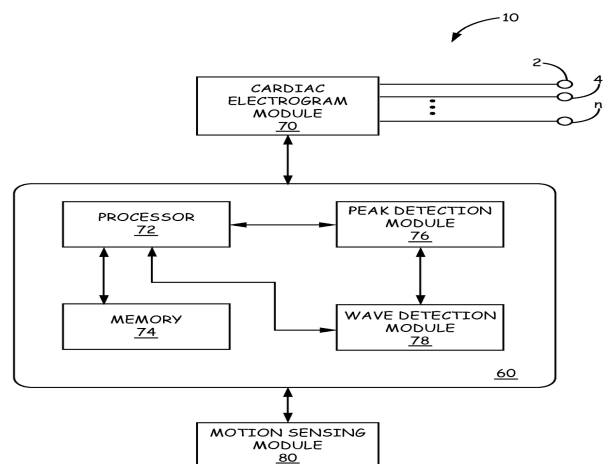 10
2
4
n
CARDIAC
ELECTROGRAM
MODULE
70
PROCESSOR
72
PEAK DETECTION
MODULE
76
MEMORY
74
WAVE DETECTION
MODULE
78
60
MOTION SENSING
MODULE
80